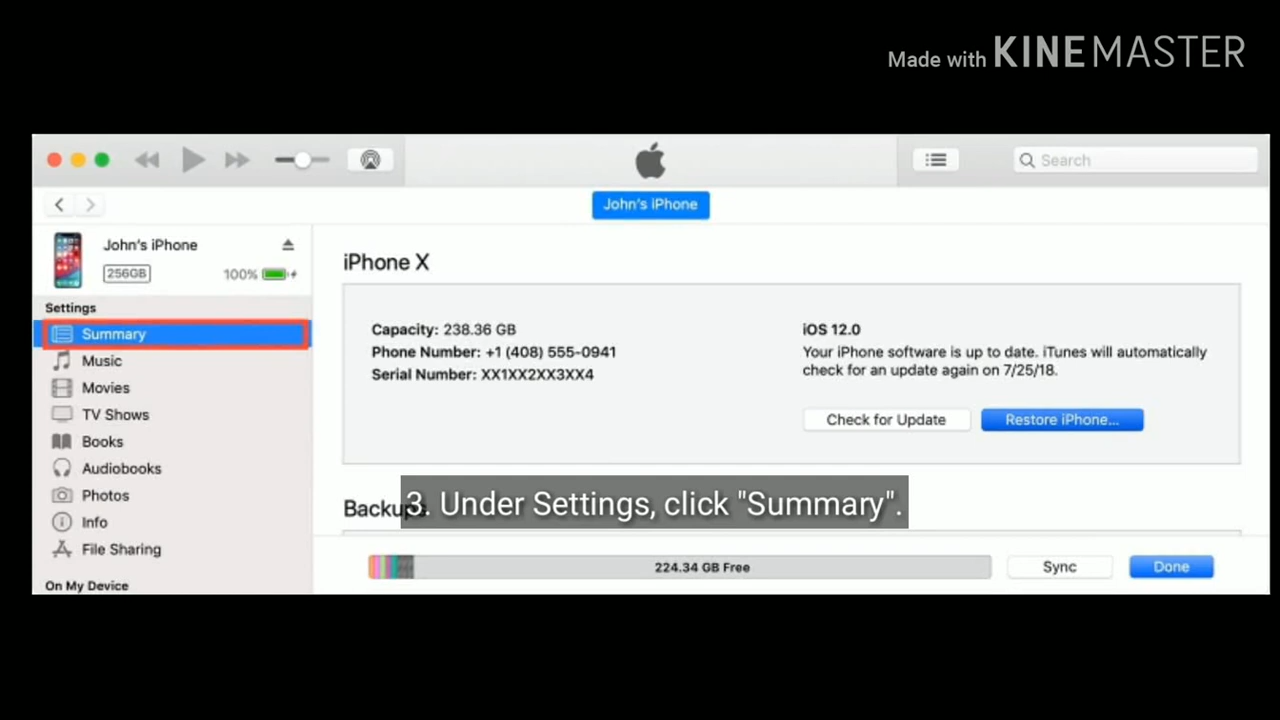 Made with KINEMASTER
Search
John's iPhone
John's iPhone
256GB
100%
iPhone X
Settings
Summary
Music
Movies
TV Shows
Books
Audiobooks
Photos
Info
File Sharing
On My Device
Capacity: 238.36 GB
Phone Number: +1 (408) 555-0941
Serial Number: XX1XX2XX3XX4
iOS 12.0
Your iPhone software is up to date. iTunes will automatically
check for an update again on 7/25/18.
Check for Update
Restore iPhone...
Backups
3. Under Settings, click "Summary".
224.34 GB Free
Sync
Done